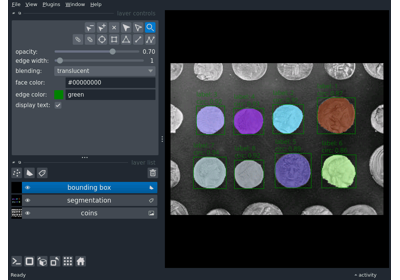 File View Plugins Window Help
layer controls
opacity: 0.70
edge width: 1
blending: translucent
face color: #00000000
edge color: green
display text:
layer list
bounding box
segmentation
coins
Ready
activity